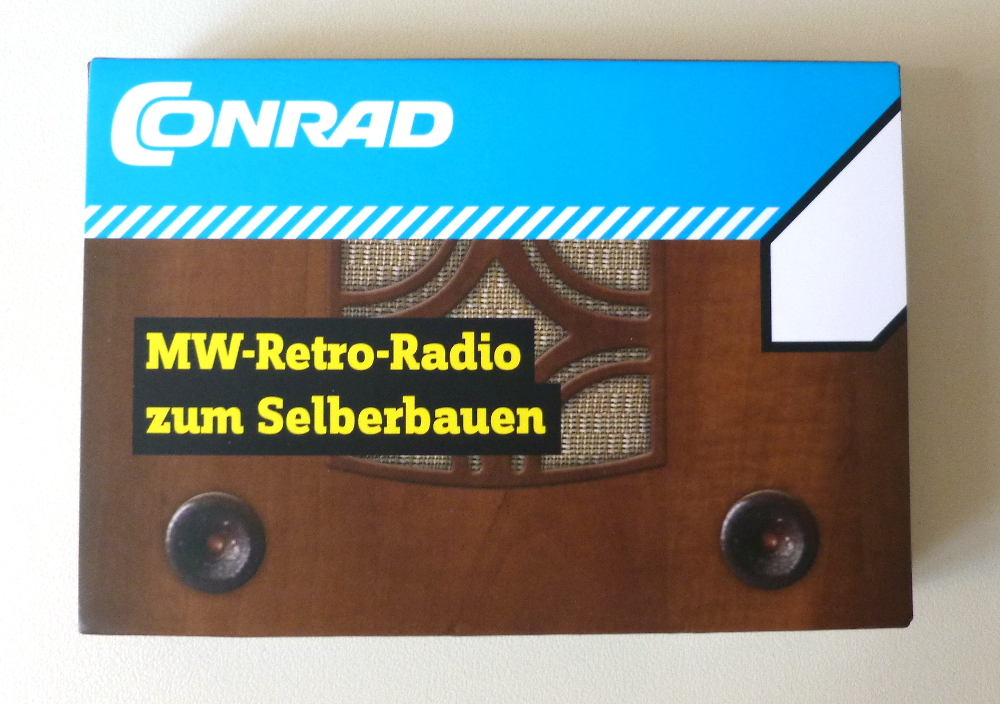 CONRAD
MW-Retro-Radio
zum Selberbauen